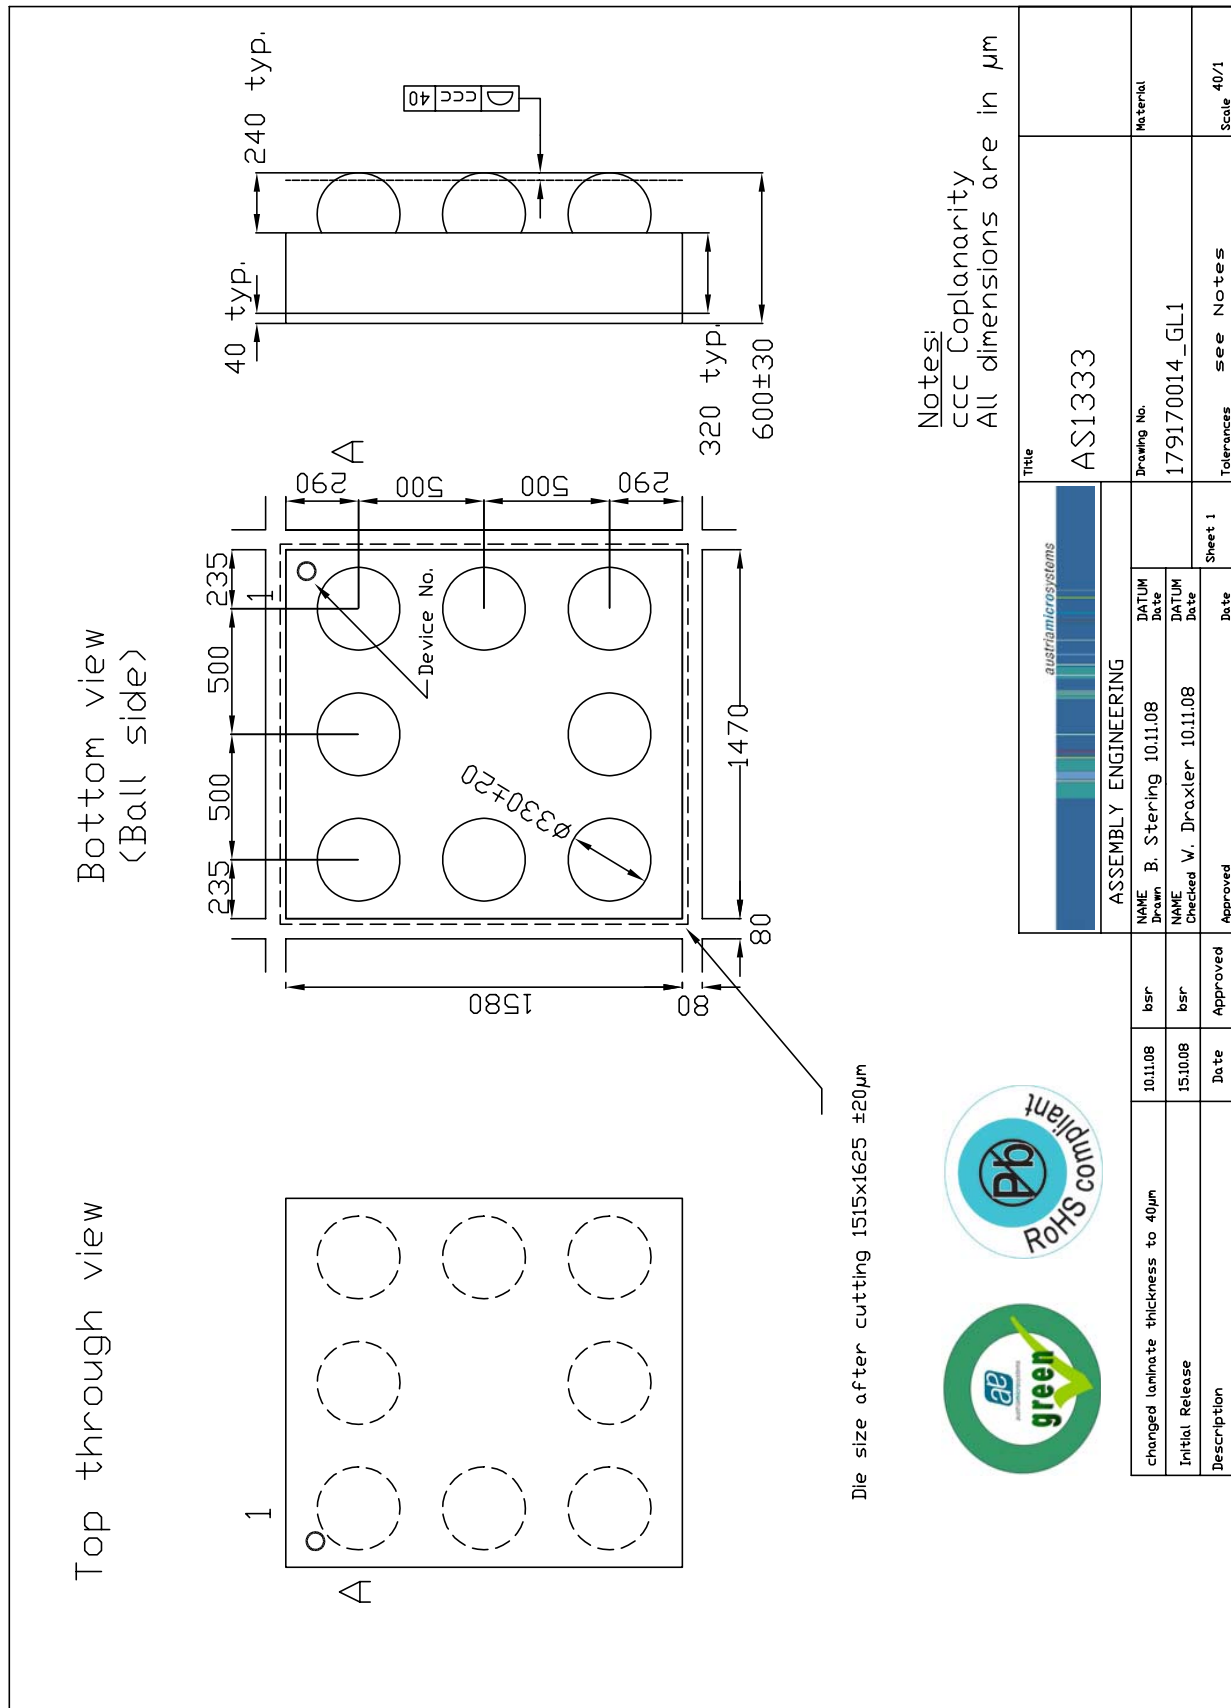 Top through view
1
A
Bottom view
(Ball side)
235
500
500
235
1
A
290
500
500
290
Device No.
ø330±20
1470
80
1580
80
Die size after cutting 1515x1625 ±20µm
40 typ.
240 typ.
40 ccc
320 typ.
600±30
Notes:
ccc Coplanarity
All dimensions are in µm
green
Pb
RoHS compliant
changed laminate thickness to 40µm 10.11.08 bsr
Initial Release 15.10.08 bsr
Description Date Approved
austriamicrosystems
ASSEMBLY ENGINEERING
NAME DATUM
Drawn B. Stering 10.11.08 Date
NAME DATUM
Checked W. Draxler 10.11.08 Date
Approved Date
Sheet 1
Title
AS1333
Drawing No.
179170014_GL1
Material
Tolerances see Notes
Scale 40/1